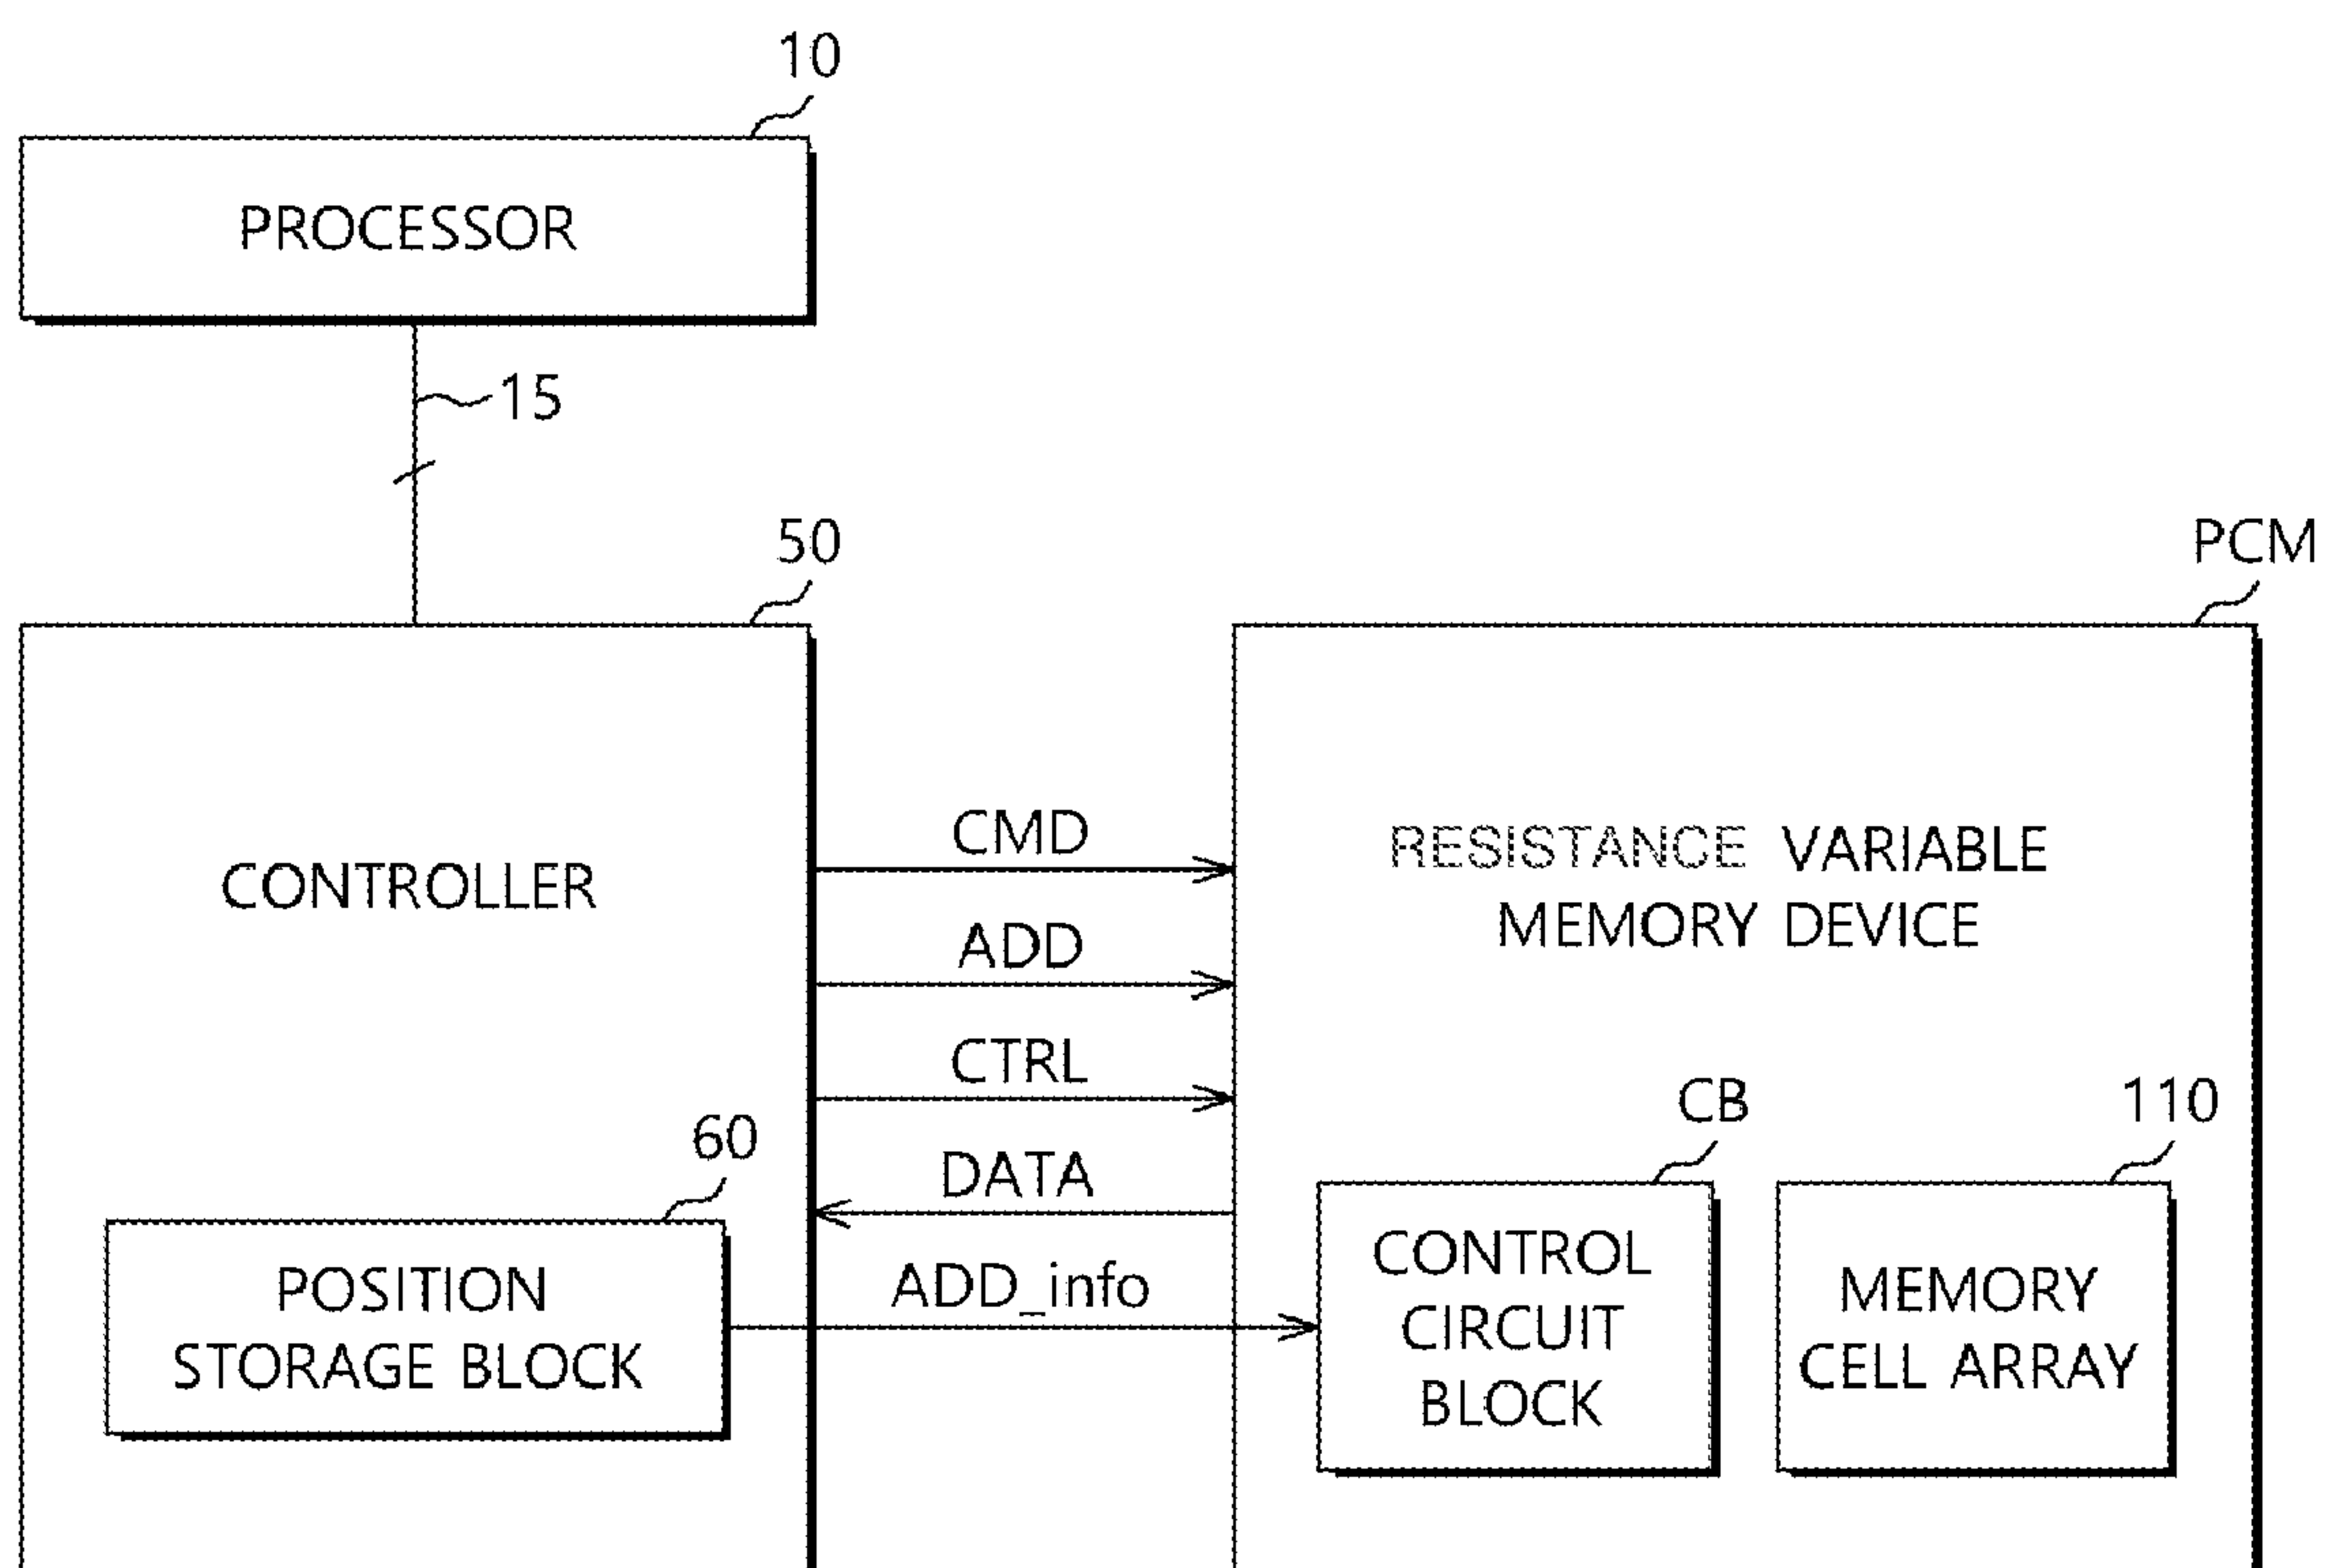 10
PROCESSOR
15
50
PCM
CONTROLLER
CMD
ADD
CTRL
DATA
ADD_info
RESISTANCE VARIABLE
MEMORY DEVICE
60
POSITION
STORAGE BLOCK
CB
CONTROL
CIRCUIT
BLOCK
110
MEMORY
CELL ARRAY